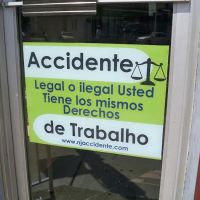 Accidente
Legal o ilegal Usted
Tiene los mismos
Derechos
de Trabalho
www.njaccidente.com